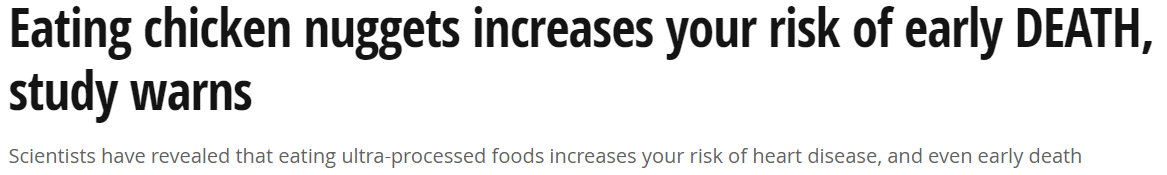 Eating chicken nuggets increases your risk of early DEATH,
study warns
Scientists have revealed that eating ultra-processed foods increases your risk of heart disease, and even early death